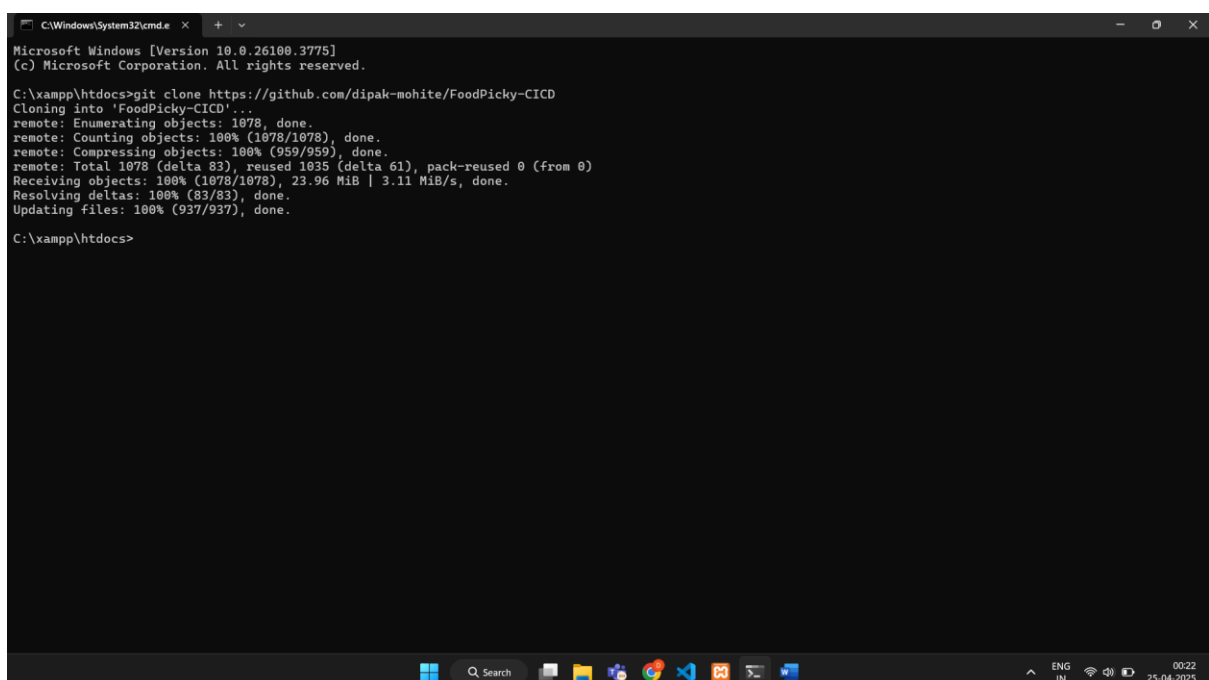 C:\Windows\System32\cmd.e
Microsoft Windows [Version 10.0.26100.3775]
(c) Microsoft Corporation. All rights reserved.
C:\xampp\htdocs>git clone https://github.com/dipak-mohite/FoodPicky-CICD
Cloning into 'FoodPicky-CICD'...
remote: Enumerating objects: 1078, done.
remote: Counting objects: 100% (1078/1078), done.
remote: Compressing objects: 100% (959/959), done.
remote: Total 1078 (delta 83), reused 1035 (delta 61), pack-reused 0 (from 0)
Receiving objects: 100% (1078/1078), 23.96 MiB | 3.11 MiB/s, done.
Resolving deltas: 100% (83/83), done.
Updating files: 100% (937/937), done.
C:\xampp\htdocs>
Search
ENG
IN
00:22
25-04-2025